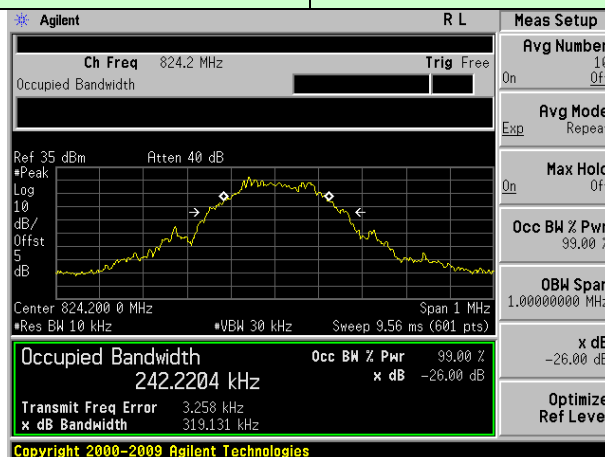 Agilent R L Meas Setup
Ch Freq 824.2 MHz Trig Free
Occupied Bandwidth
Avg Number
10
On Off
Avg Mode
Exp Repeat
Max Hold
On Off
Occ BW % Pwr
99.00 %
OBW Span
1.00000000 MHz
x dB
-26.00 dB
Optimize
Ref Level
Ref 35 dBm Atten 40 dB
#Peak
Log
10
dB/
Offst
5
dB
Center 824.200 0 MHz Span 1 MHz
#Res BW 10 kHz #VBW 30 kHz Sweep 9.56 ms (601 pts)
Occupied Bandwidth Occ BW % Pwr 99.00 %
242.2204 kHz x dB -26.00 dB
Transmit Freq Error 3.258 kHz
x dB Bandwidth 319.131 kHz
Copyright 2000-2009 Agilent Technologies